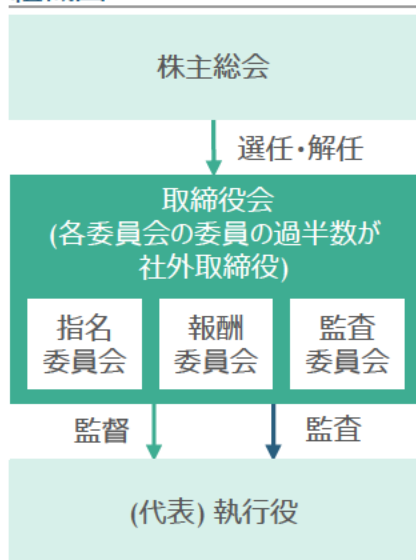 株主総会
選任・解任
取締役会
(各委員会の委員の過半数が
社外取締役)
指名
委員会
報酬
委員会
監査
委員会
監督
監査
(代表) 執行役